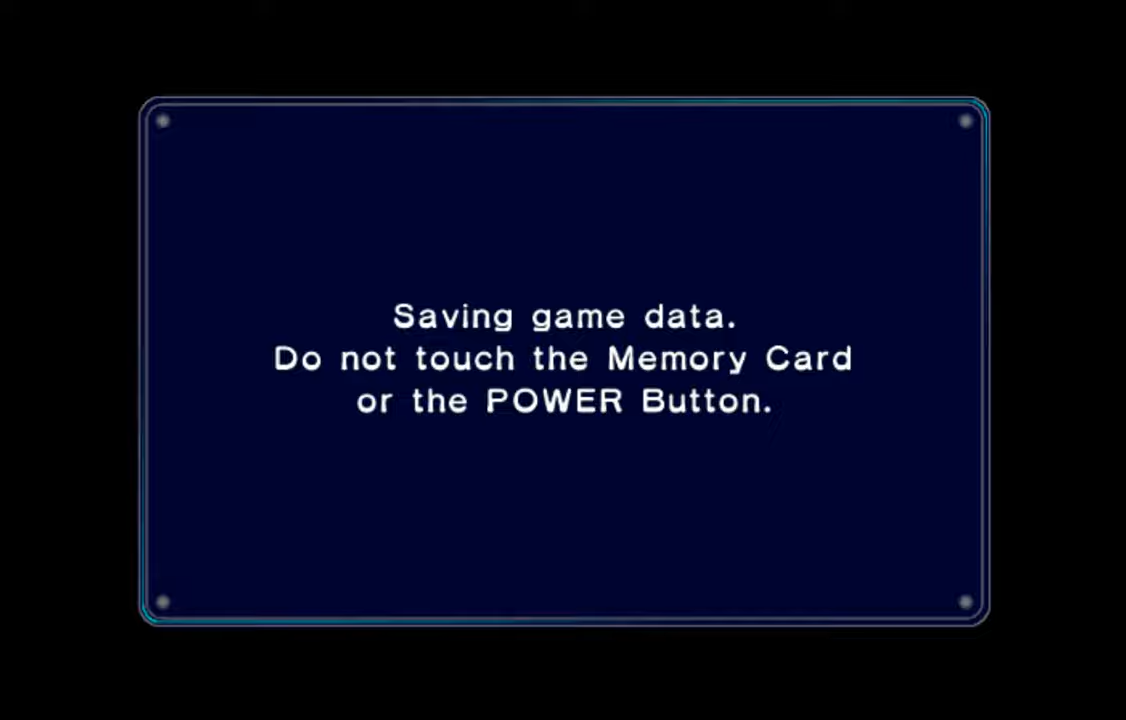 Saving game data.
Do not touch the Memory Card
or the POWER Button.